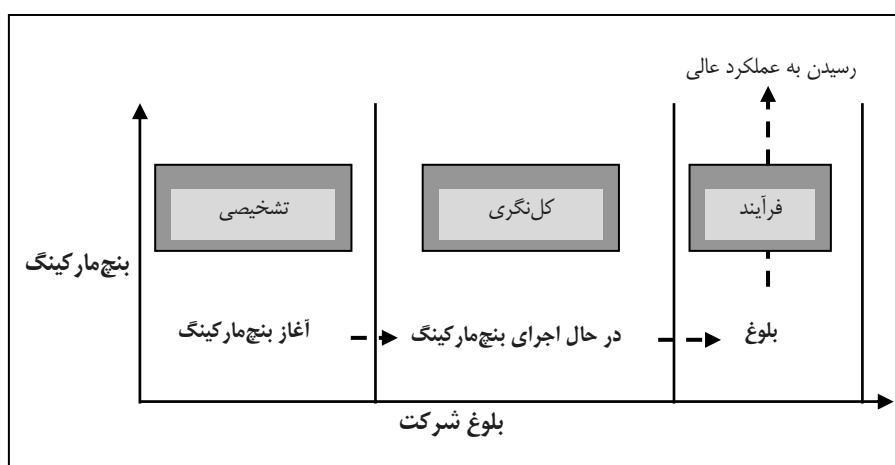 رسیدن به عملکرد عالی
فرآیند
کل‌نگری
تشخیصی
بنچ‌مارکینگ
آغاز بنچ‌مارکینگ
در حال اجرای بنچ‌مارکینگ
بلوغ
بلوغ شرکت